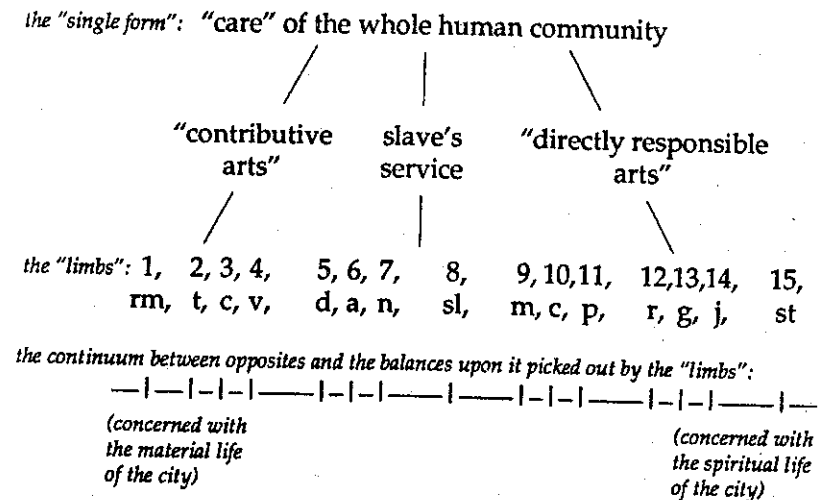 the "single form": "care" of the whole human community
"contributive arts"
slave's service
"directly responsible arts"
the "limbs": 1, 2, 3, 4, 5, 6, 7, 8, 9, 10,11, 12,13,14, 15,
rm, t, c, v, d, a, n, sl, m, c, p, r, g, j, st
the continuum between opposites and the balances upon it picked out by the "limbs":
(concerned with
the material life
of the city)
(concerned with
the spiritual life
of the city)